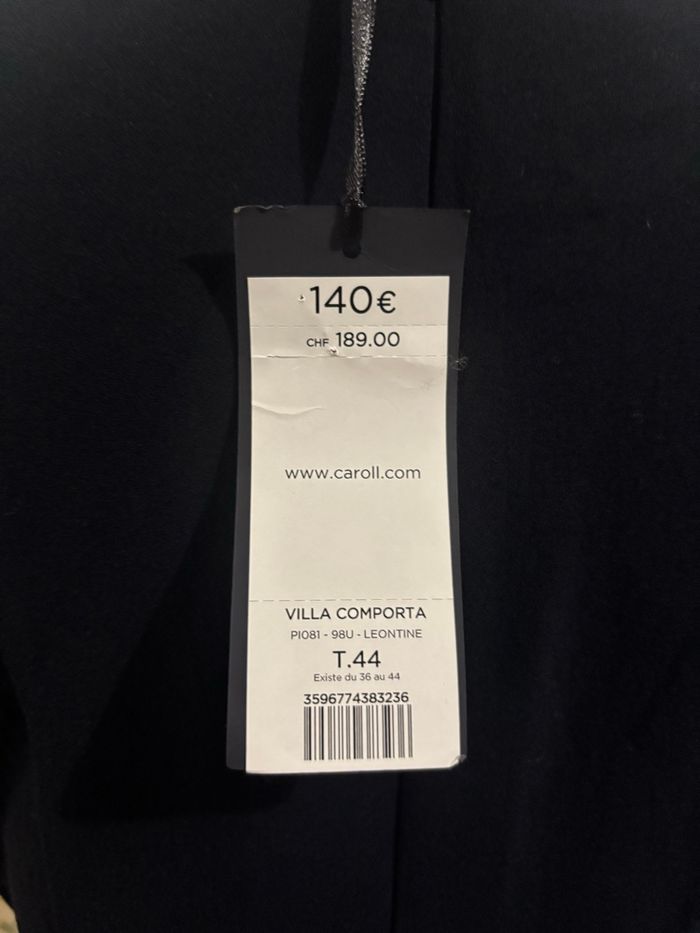 140€
CHF 189.00
www.caroll.com
VILLA COMPORTA
PI081 - 98U - LEONTINE
T.44
Existe du 36 au 44
3596774383236